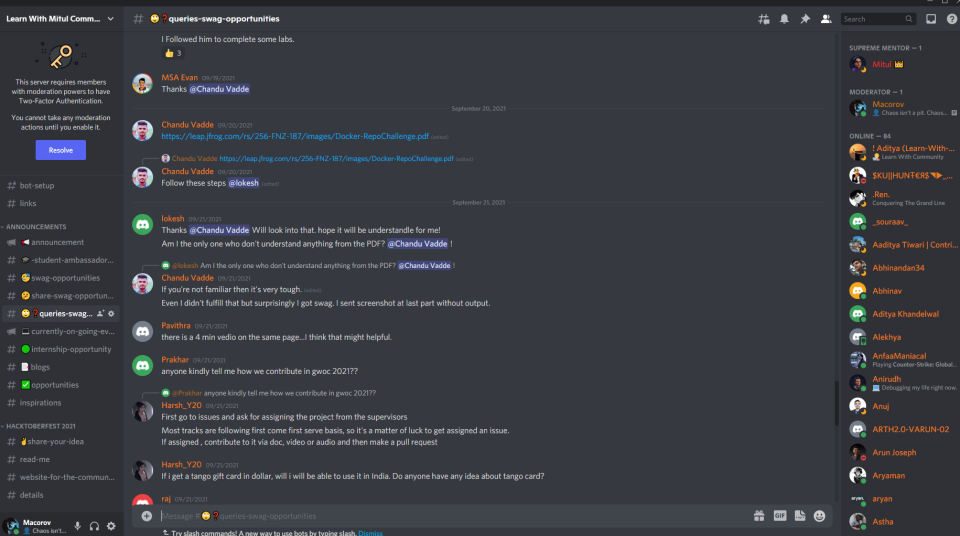 Learn With Mitul Comm...
This server requires members
with moderation powers to have
Two-Factor Authentication.
You cannot take any moderation
actions until you enable it.
Resolve
bot-setup
links
ANNOUNCEMENTS
announcement
-student-ambassador...
swag-opportunities
share-swag-opportun...
queries-swag...
currently-on-going-ev...
internship-opportunity
blogs
opportunities
inspirations
HACKTOBERFEST 2021
share-your-idea
read-me
website-for-the-commun...
details
Macorov
Chaos isn't...
queries-swag-opportunities
Search
I Followed him to complete some labs.
3
MSA Evan 09/19/2021
Thanks @Chandu Vadde
September 20, 2021
Chandu Vadde 09/20/2021
https://leap.jfrog.com/rs/256-FNZ-187/images/Docker-RepoChallenge.pdf (edited)
Chandu Vadde https://leap.jfrog.com/rs/256-FNZ-187/images/Docker-RepoChallenge.pdf (edited)
Chandu Vadde 09/20/2021
Follow these steps @lokesh (edited)
September 21, 2021
lokesh 09/21/2021
Thanks @Chandu Vadde Will look into that. hope it will be understandle for me!
Am I the only one who don't understand anything from the PDF? @Chandu Vadde !
@lokesh Am I the only one who don't understand anything from the PDF? @Chandu Vadde !
Chandu Vadde 09/21/2021
If you're not familiar then it's very tough. (edited)
Even I didn't fulfill that but surprisingly I got swag. I sent screenshot at last part without output.
Pavithra 09/21/2021
there is a 4 min vedio on the same page...I think that might helpful.
Prakhar 09/21/2021
anyone kindly tell me how we contribute in gwoc 2021??
@Prakhar anyone kindly tell me how we contribute in gwoc 2021??
Harsh_Y20 09/21/2021
First go to issues and ask for assigning the project from the supervisors
Most tracks are following first come first serve basis, so it's a matter of luck to get assigned an issue.
If assigned , contribute to it via doc, video or audio and then make a pull request
Harsh_Y20 09/21/2021
If i get a tango gift card in dollar, will i will be able to use it in India. Do anyone have any idea about tango card?
raj 09/21/2021
Message #queries-swag-opportunities
GIF
Try slash commands! A new way to use bots by typing slash. Dismiss
SUPREME MENTOR — 1
Mitul
MODERATOR — 1
Macorov
Chaos isn't a pit. Chaos...
ONLINE — 84
! Aditya (Learn-With-...
Learn With Community
.Ren.
Conquering The Grand Line
_souraav_
Aaditya Tiwari | Contri...
Abhinandan34
Abhinav
Aditya Khandelwal
Alekhya
AnfaaManiacal
Playing Counter-Strike: Global...
Anirudh
Debugging my life right now.
Anuj
ARTH2.0-VARUN-02
Arun Joseph
Aryaman
aryan
Astha